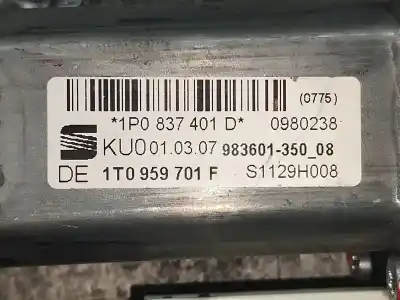 (0775)
*1P0 837 401 D* 0980238
KU0 01.03.07 983601-350_08
DE 1T0 959 701 F S1129H008